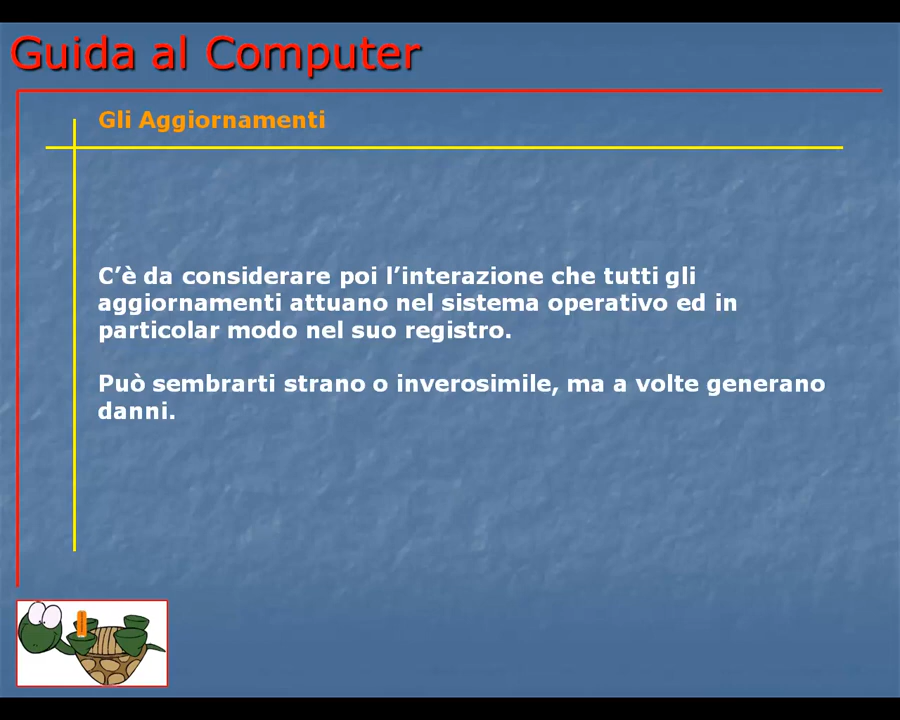 Guida al Computer
Gli Aggiornamenti
C’è da considerare poi l’interazione che tutti gli
aggiornamenti attuano nel sistema operativo ed in
particolar modo nel suo registro.
Può sembrarti strano o inverosimile, ma a volte generano
danni.